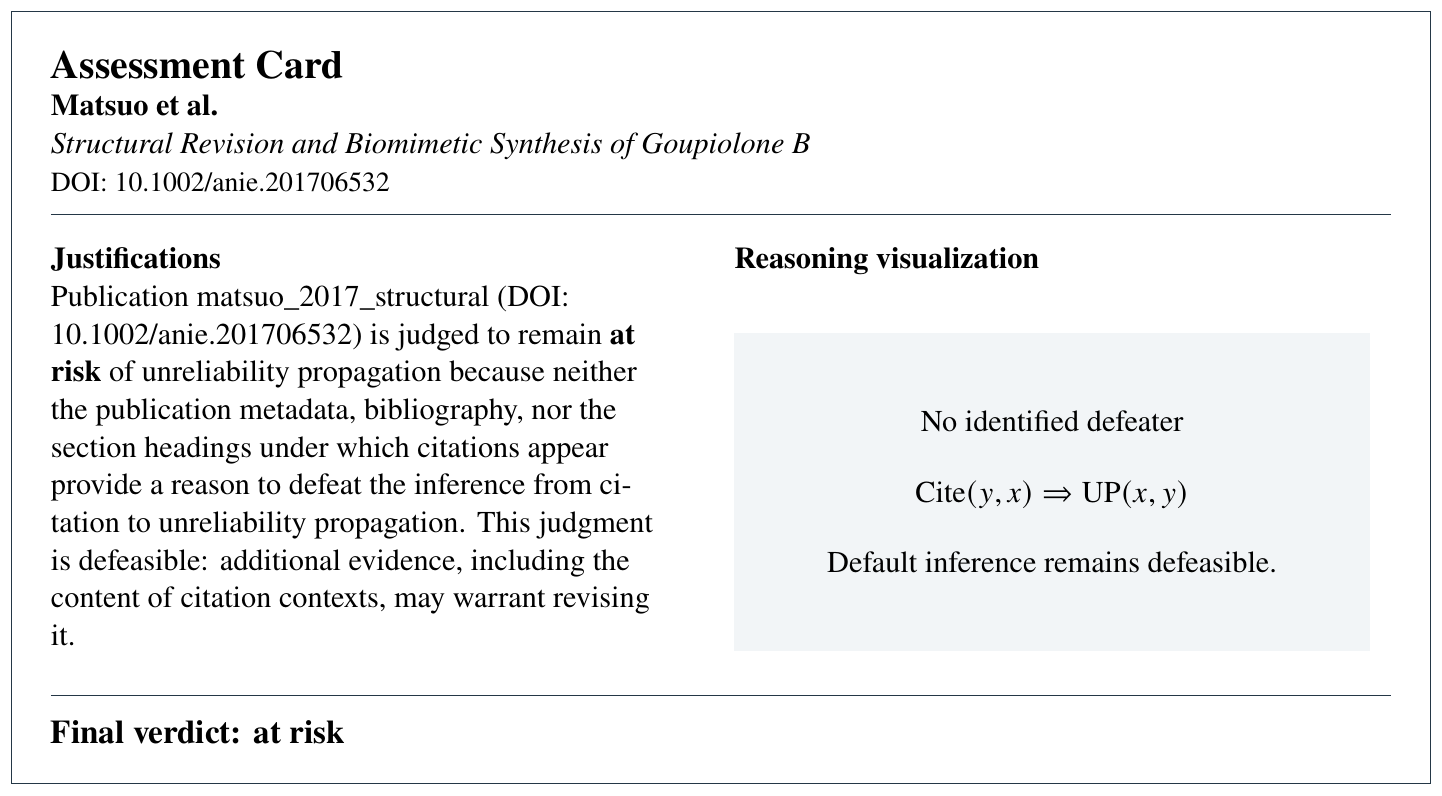 Assessment Card
Matsuo et al.
Structural Revision and Biomimetic Synthesis of Goupiolone B
DOI: 10.1002/anie.201706532
Justifications
Publication matsuo_2017_structural (DOI:
10.1002/anie.201706532) is judged to remain at
risk of unreliability propagation because neither
the publication metadata, bibliography, nor the
section headings under which citations appear
provide a reason to defeat the inference from ci-
tation to unreliability propagation. This judgment
is defeasible: additional evidence, including the
content of citation contexts, may warrant revising
it.
Reasoning visualization
No identified defeater
Cite(y, x) ⇒ UP(x, y)
Default inference remains defeasible.
Final verdict: at risk